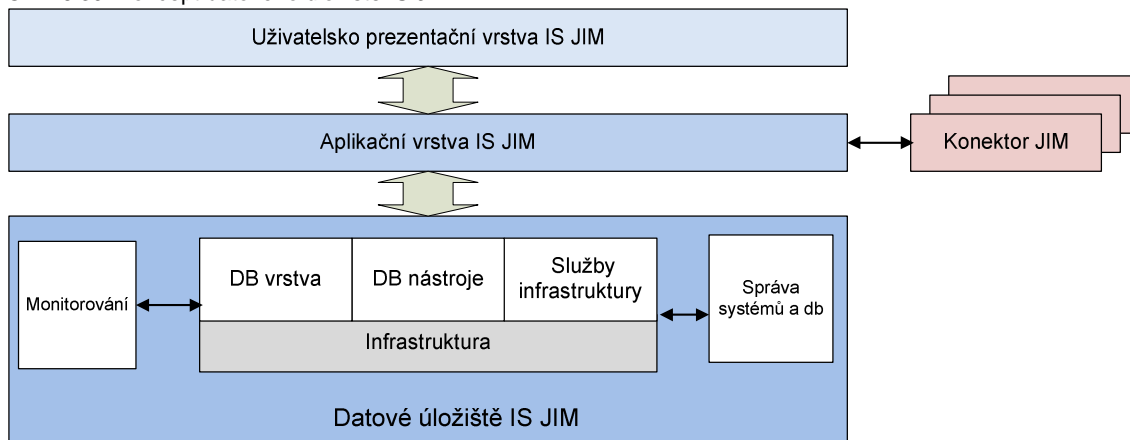 Uživatelsko prezentační vrstva IS JIM
Aplikační vrstva IS JIM
Konektor JIM
Monitorování
DB vrstva
DB nástroje
Služby
infrastruktury
Správa
systémů a db
Infrastruktura
Datové úložiště IS JIM